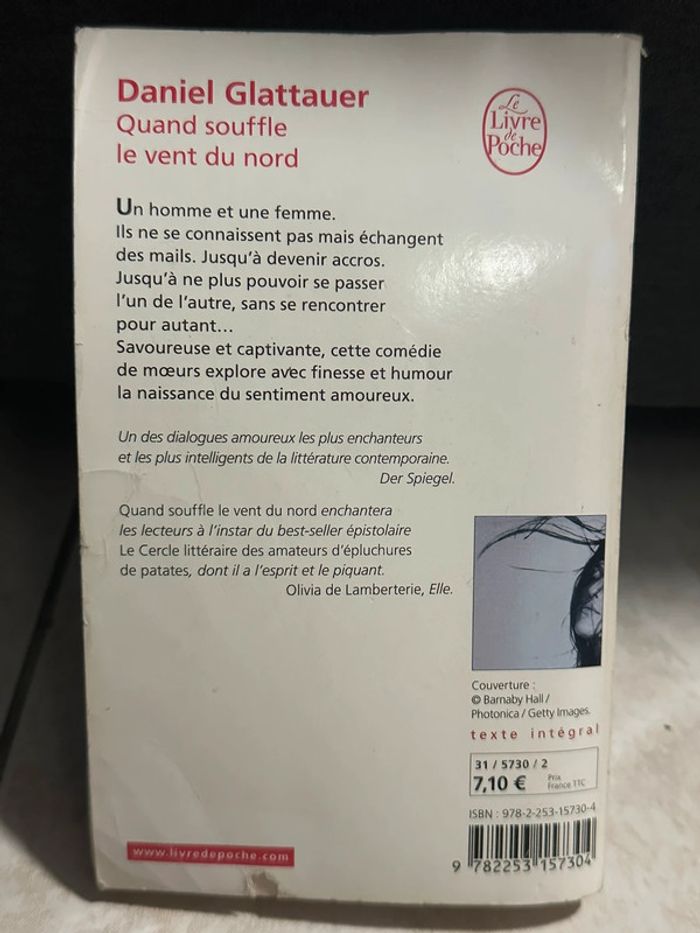 Daniel Glattauer
Quand souffle
le vent du nord
Le
Livre
de
Poche
Un homme et une femme.
Ils ne se connaissent pas mais échangent
des mails. Jusqu'à devenir accros.
Jusqu'à ne plus pouvoir se passer
l'un de l'autre, sans se rencontrer
pour autant…
Savoureuse et captivante, cette comédie
de mœurs explore avec finesse et humour
la naissance du sentiment amoureux.
Un des dialogues amoureux les plus enchanteurs
et les plus intelligents de la littérature contemporaine.
Der Spiegel.
Quand souffle le vent du nord enchantera
les lecteurs à l'instar du best-seller épistolaire
Le Cercle littéraire des amateurs d'épluchures
de patates, dont il a l'esprit et le piquant.
Olivia de Lamberterie, Elle.
Couverture :
© Barnaby Hall /
Photonica / Getty Images.
texte intégral
31 / 5730 / 2
7,10 € Prix
France TTC
ISBN : 978-2-253-15730-4
9 782253 157304
www.livredepoche.com